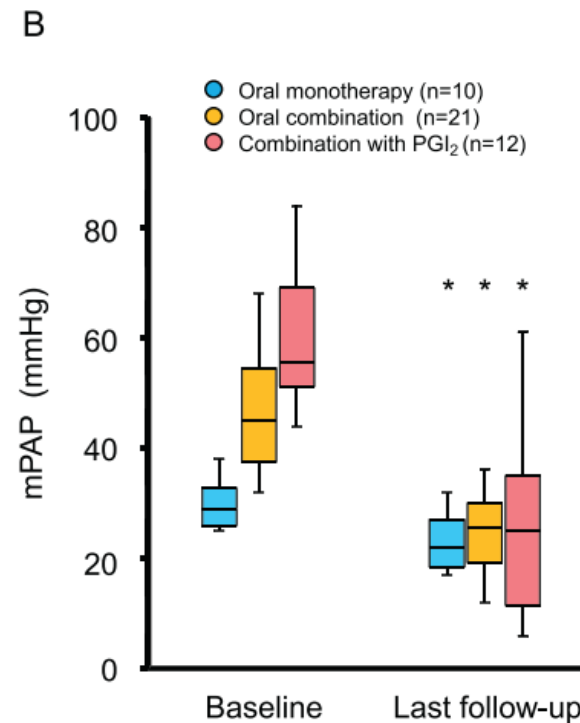 B
Oral monotherapy (n=10)
Oral combination (n=21)
Combination with PGI₂ (n=12)
100
80
60
40
20
0
mPAP (mmHg)
* * *
Baseline Last follow-up